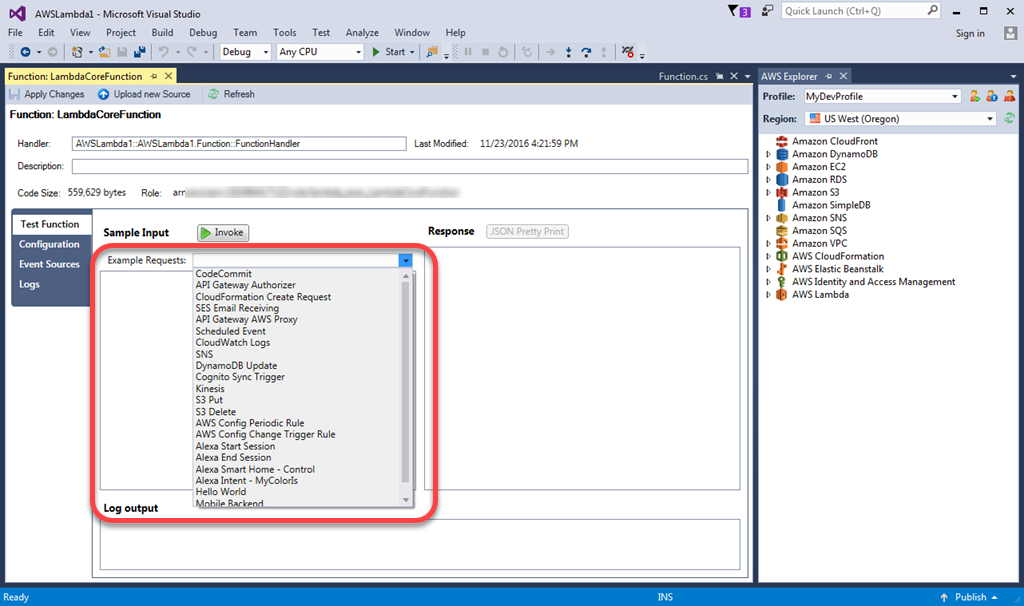 AWSLambda1 - Microsoft Visual Studio
3
Quick Launch (Ctrl+Q)
File Edit View Project Build Debug Team Tools Test Analyze Window Help
Sign in
Debug Any CPU Start
Function: LambdaCoreFunction
Function.cs
AWS Explorer
Apply Changes Upload new Source Refresh
Profile: MyDevProfile
Function: LambdaCoreFunction
Region: US West (Oregon)
Handler: AWSLambda1::AWSLambda1.Function::FunctionHandler Last Modified: 11/23/2016 4:21:59 PM
Description:
Code Size: 559,629 bytes Role: arn
Test Function
Configuration
Event Sources
Logs
Sample Input Invoke
Response JSON Pretty Print
Example Requests:
CodeCommit
API Gateway Authorizer
CloudFormation Create Request
SES Email Receiving
API Gateway AWS Proxy
Scheduled Event
CloudWatch Logs
SNS
DynamoDB Update
Cognito Sync Trigger
Kinesis
S3 Put
S3 Delete
AWS Config Periodic Rule
AWS Config Change Trigger Rule
Alexa Start Session
Alexa End Session
Alexa Smart Home - Control
Alexa Intent - MyColorIs
Hello World
Mobile Backend
Log output
Amazon CloudFront
Amazon DynamoDB
Amazon EC2
Amazon RDS
Amazon S3
Amazon SimpleDB
Amazon SNS
Amazon SQS
Amazon VPC
AWS CloudFormation
AWS Elastic Beanstalk
AWS Identity and Access Management
AWS Lambda
Ready INS Publish